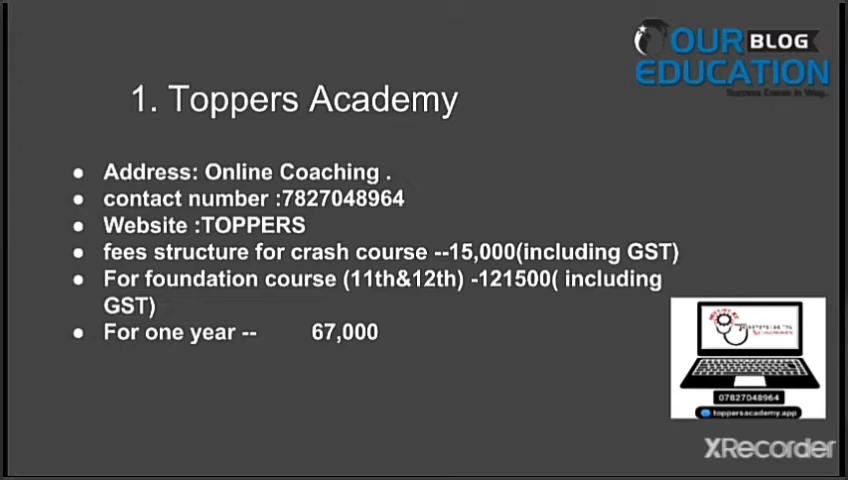 OUR BLOG
EDUCATION
1. Toppers Academy
● Address: Online Coaching .
● contact number :7827048964
● Website :TOPPERS
● fees structure for crash course --15,000(including GST)
● For foundation course (11th&12th) -121500( including
GST)
● For one year -- 67,000
07827048964
toppersacademy.app
XRecorder